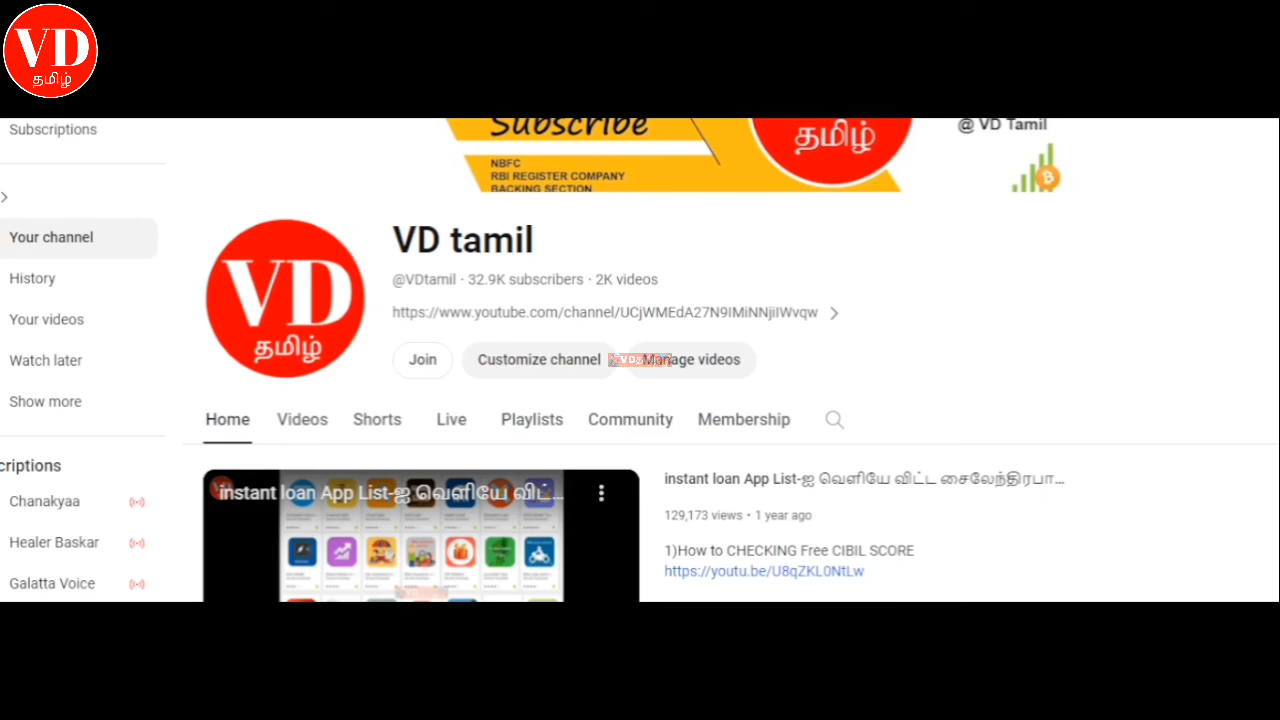 VD
தமிழ்
Subscriptions
Subscribe
தமிழ்
@ VD Tamil
NBFC
RBI REGISTER COMPANY
BACKING SECTION
Your channel
History
Your videos
Watch later
Show more
VD
தமிழ்
VD tamil
@VDtamil · 32.9K subscribers · 2K videos
https://www.youtube.com/channel/UCjWMEdA27N9IMiNNjiIWvqw
Join
Customize channel
Manage videos
Home
Videos
Shorts
Live
Playlists
Community
Membership
criptions
Chanakyaa
Healer Baskar
Galatta Voice
instant loan App List-ஐ வெளியே விட்...
instant loan App List-ஐ வெளியே விட்ட சைலேந்திரபா...
129,173 views • 1 year ago
1)How to CHECKING Free CIBIL SCORE
https://youtu.be/U8qZKL0NtLw